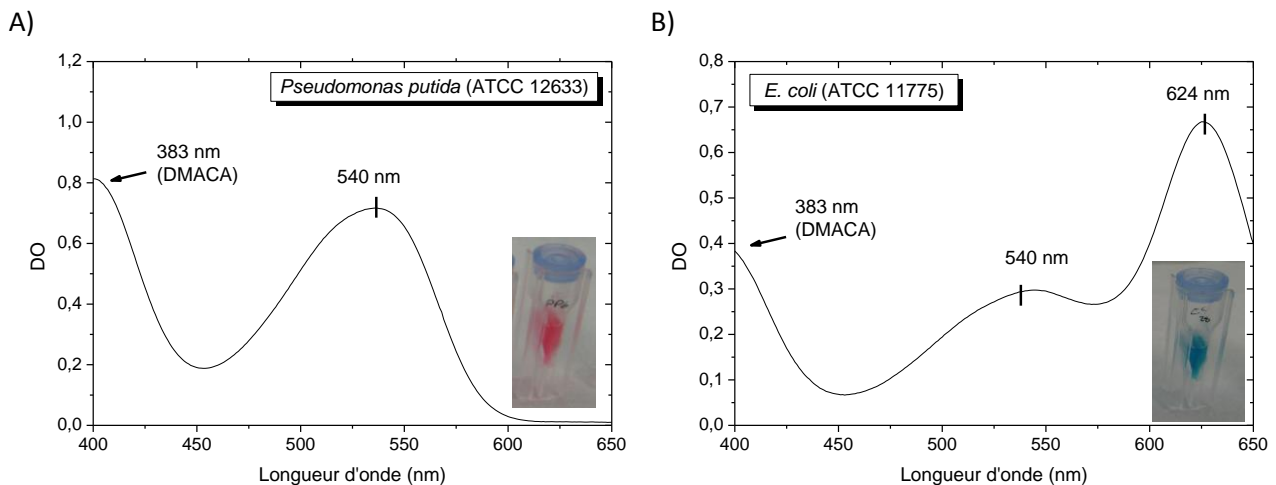 A)
Pseudomonas putida (ATCC 12633)
383 nm
(DMACA)
540 nm
DO
1,2
1,0
0,8
0,6
0,4
0,2
0,0
400 450 500 550 600 650
Longueur d'onde (nm)
B)
E. coli (ATCC 11775)
624 nm
383 nm
(DMACA)
540 nm
DO
0,8
0,7
0,6
0,5
0,4
0,3
0,2
0,1
0,0
400 450 500 550 600 650
Longueur d'onde (nm)